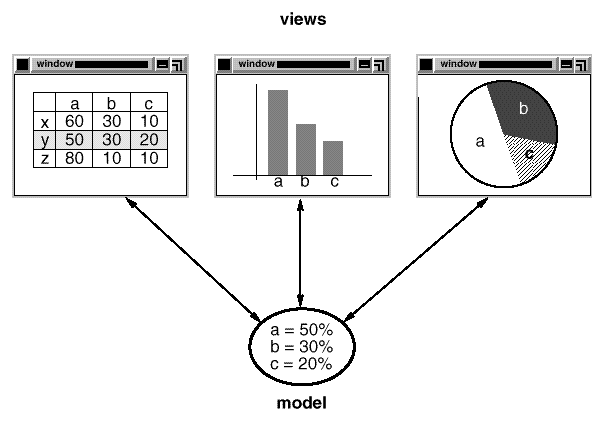 views
window
window
window
a b c
x 60 30 10
y 50 30 20
z 80 10 10
a b c
a
b
c
a = 50%
b = 30%
c = 20%
model